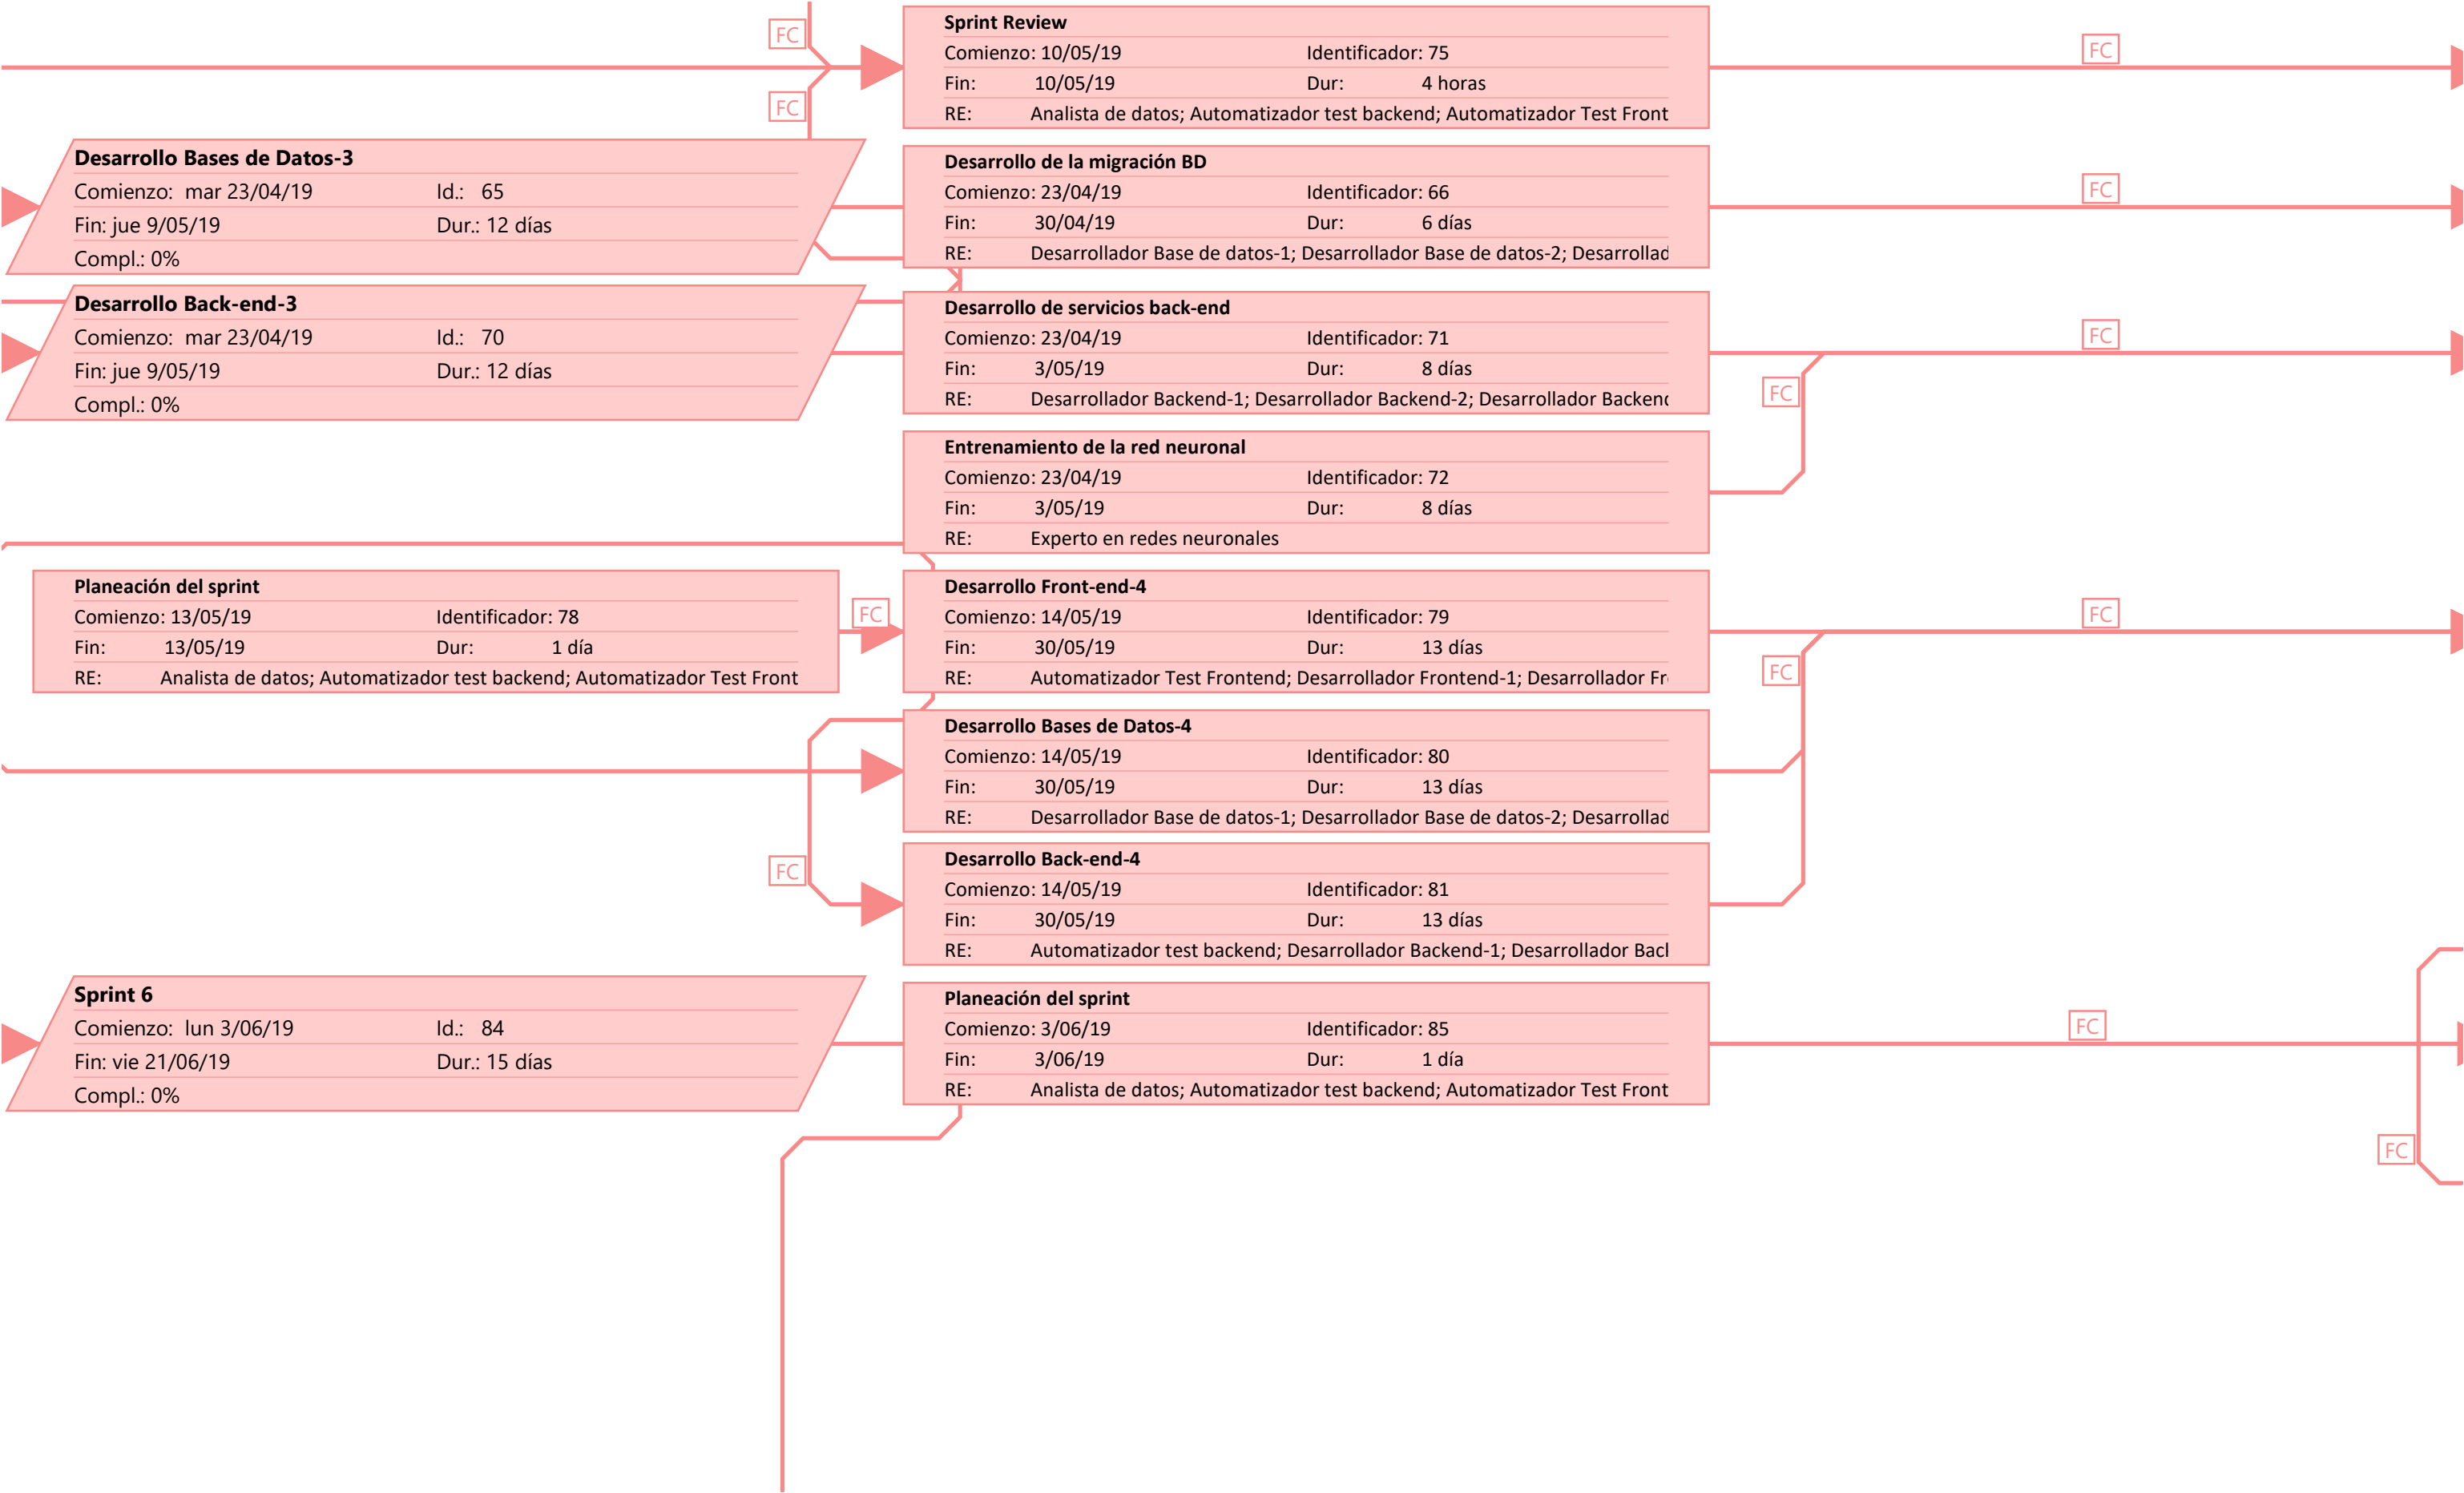 FC
Sprint Review
Comienzo: 10/05/19 Identificador: 75
Fin: 10/05/19 Dur: 4 horas
RE: Analista de datos; Automatizador test backend; Automatizador Test Front
FC
FC
Desarrollo Bases de Datos-3
Comienzo: mar 23/04/19 Id.: 65
Fin: jue 9/05/19 Dur.: 12 días
Compl.: 0%
Desarrollo de la migración BD
Comienzo: 23/04/19 Identificador: 66
Fin: 30/04/19 Dur: 6 días
RE: Desarrollador Base de datos-1; Desarrollador Base de datos-2; Desarrollad
FC
Desarrollo Back-end-3
Comienzo: mar 23/04/19 Id.: 70
Fin: jue 9/05/19 Dur.: 12 días
Compl.: 0%
Desarrollo de servicios back-end
Comienzo: 23/04/19 Identificador: 71
Fin: 3/05/19 Dur: 8 días
RE: Desarrollador Backend-1; Desarrollador Backend-2; Desarrollador Backend
FC
FC
Entrenamiento de la red neuronal
Comienzo: 23/04/19 Identificador: 72
Fin: 3/05/19 Dur: 8 días
RE: Experto en redes neuronales
Planeación del sprint
Comienzo: 13/05/19 Identificador: 78
Fin: 13/05/19 Dur: 1 día
RE: Analista de datos; Automatizador test backend; Automatizador Test Front
FC
Desarrollo Front-end-4
Comienzo: 14/05/19 Identificador: 79
Fin: 30/05/19 Dur: 13 días
RE: Automatizador Test Frontend; Desarrollador Frontend-1; Desarrollador Fr
FC
FC
Desarrollo Bases de Datos-4
Comienzo: 14/05/19 Identificador: 80
Fin: 30/05/19 Dur: 13 días
RE: Desarrollador Base de datos-1; Desarrollador Base de datos-2; Desarrollad
FC
Desarrollo Back-end-4
Comienzo: 14/05/19 Identificador: 81
Fin: 30/05/19 Dur: 13 días
RE: Automatizador test backend; Desarrollador Backend-1; Desarrollador Back
Sprint 6
Comienzo: lun 3/06/19 Id.: 84
Fin: vie 21/06/19 Dur.: 15 días
Compl.: 0%
Planeación del sprint
Comienzo: 3/06/19 Identificador: 85
Fin: 3/06/19 Dur: 1 día
RE: Analista de datos; Automatizador test backend; Automatizador Test Front
FC
FC